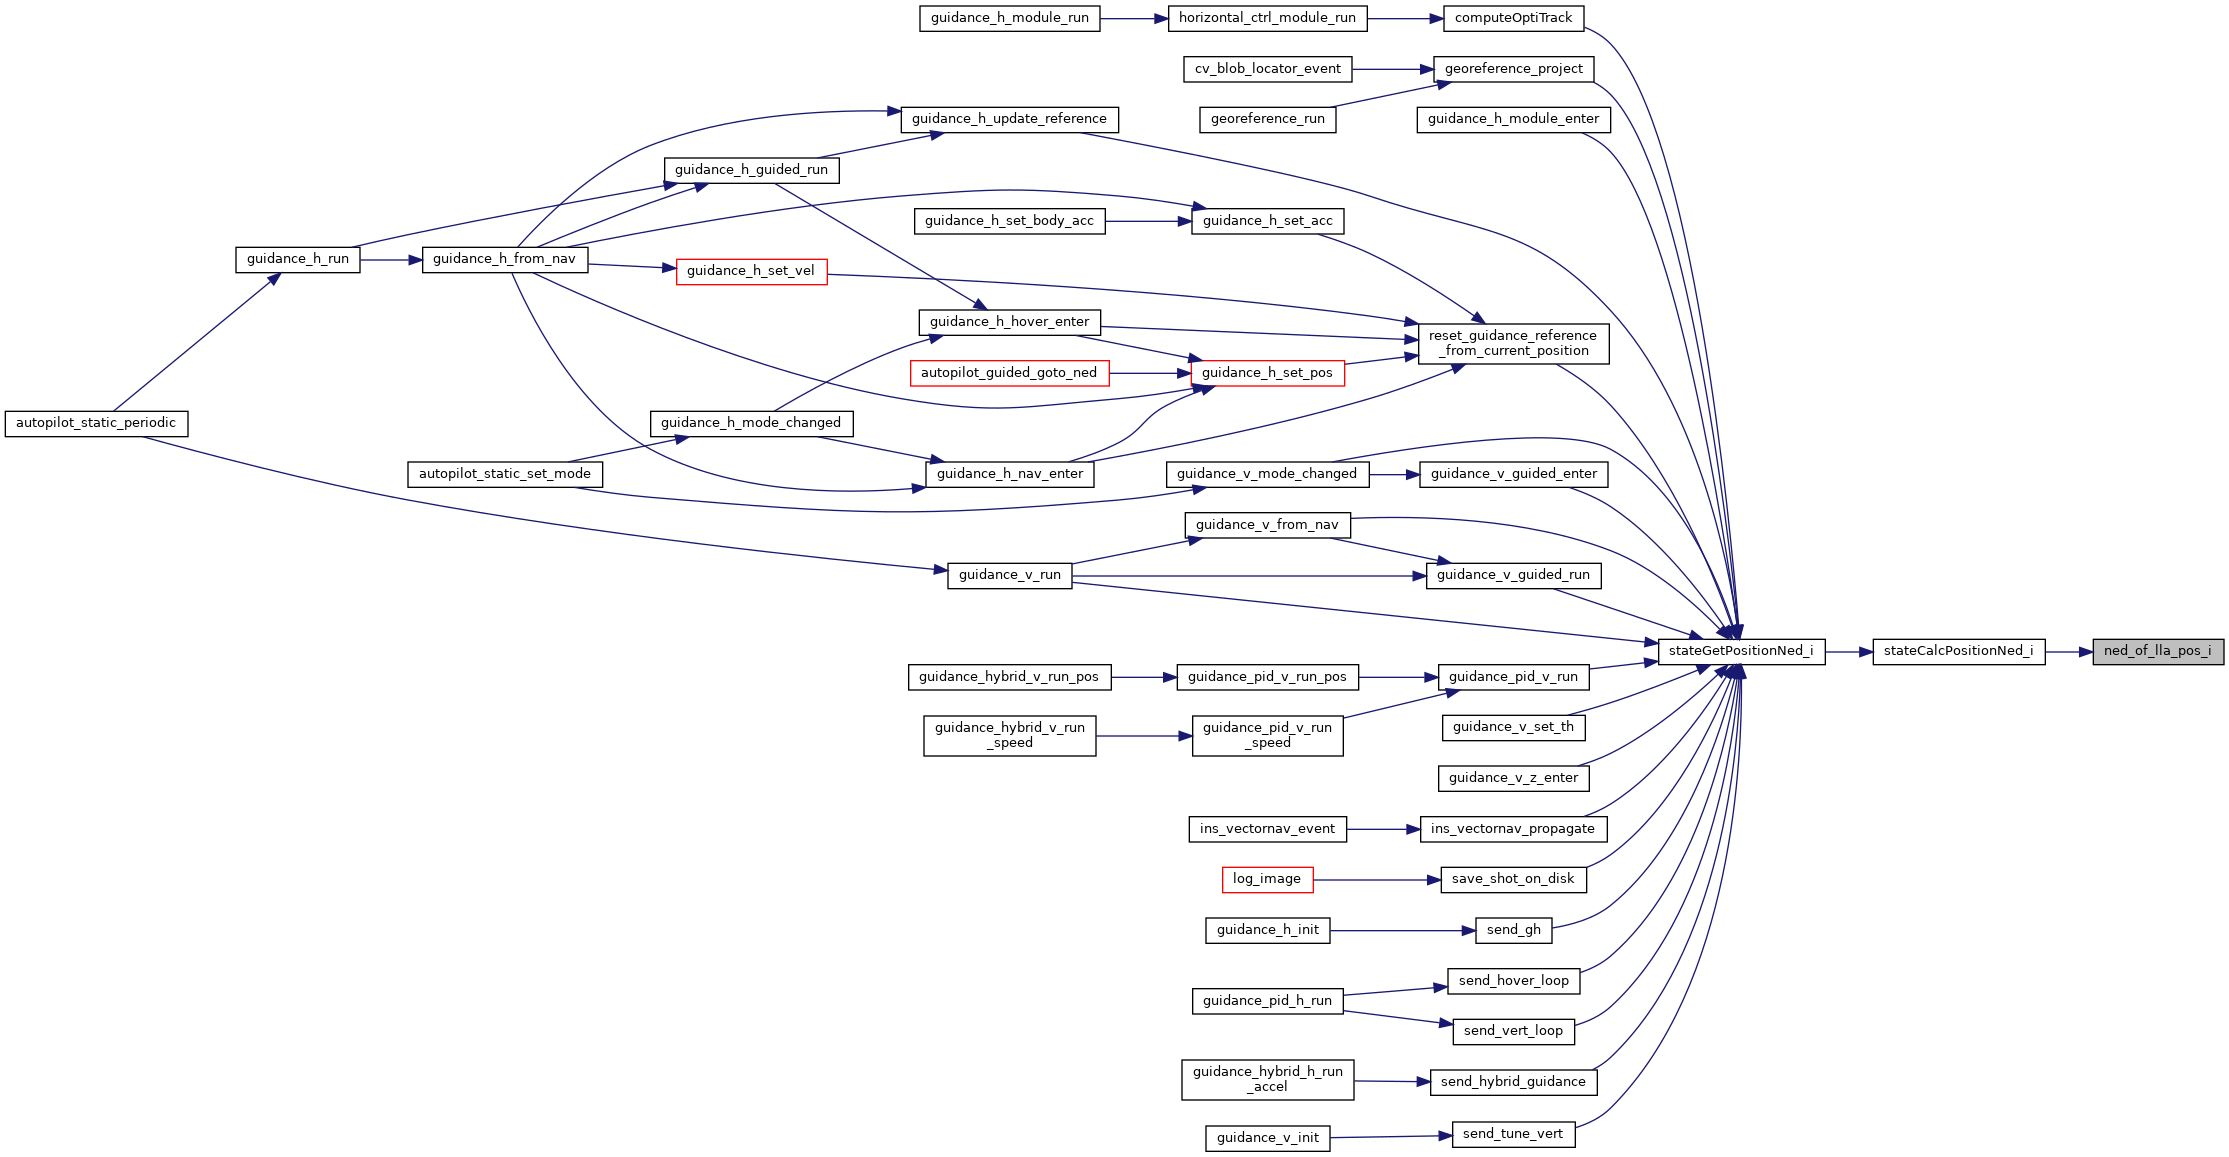 guidance_h_module_run
horizontal_ctrl_module_run
computeOptiTrack
cv_blob_locator_event
georeference_project
guidance_h_update_reference
georeference_run
guidance_h_module_enter
guidance_h_guided_run
guidance_h_set_body_acc
guidance_h_set_acc
guidance_h_run
guidance_h_from_nav
guidance_h_set_vel
guidance_h_hover_enter
reset_guidance_reference
_from_current_position
autopilot_guided_goto_ned
guidance_h_set_pos
autopilot_static_periodic
guidance_h_mode_changed
autopilot_static_set_mode
guidance_h_nav_enter
guidance_v_mode_changed
guidance_v_guided_enter
guidance_v_from_nav
guidance_v_run
guidance_v_guided_run
stateGetPositionNed_i
stateCalcPositionNed_i
ned_of_lla_pos_i
guidance_hybrid_v_run_pos
guidance_pid_v_run_pos
guidance_pid_v_run
guidance_hybrid_v_run
_speed
guidance_pid_v_run
_speed
guidance_v_set_th
guidance_v_z_enter
ins_vectornav_event
ins_vectornav_propagate
log_image
save_shot_on_disk
guidance_h_init
send_gh
send_hover_loop
guidance_pid_h_run
send_vert_loop
guidance_hybrid_h_run
_accel
send_hybrid_guidance
guidance_v_init
send_tune_vert